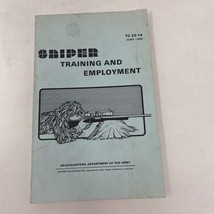 TC 23-14
JUNE 1989
SNIPER
TRAINING AND
EMPLOYMENT
HEADQUARTERS, DEPARTMENT OF THE ARMY